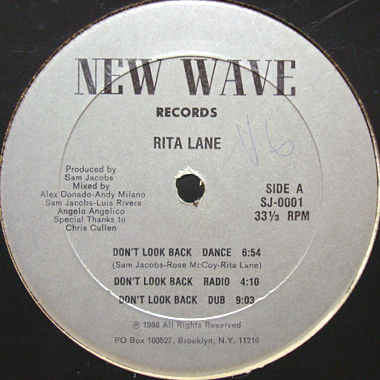 NEW WAVE
RECORDS
RITA LANE
V6
Produced by
Sam Jacobs
Mixed by
Alex Donado-Andy Milano
Sam Jacobs-Luis Rivera
Angelo Angelico
Special Thanks to
Chris Cullen
SIDE A
SJ-0001
33⅓ RPM
DON'T LOOK BACK DANCE 6:54
(Sam Jacobs-Rose McCoy-Rita Lane)
DON'T LOOK BACK RADIO 4:10
DON'T LOOK BACK DUB 9:03
℗ 1988 All Rights Reserved
PO Box 160527, Brooklyn, N.Y. 11216